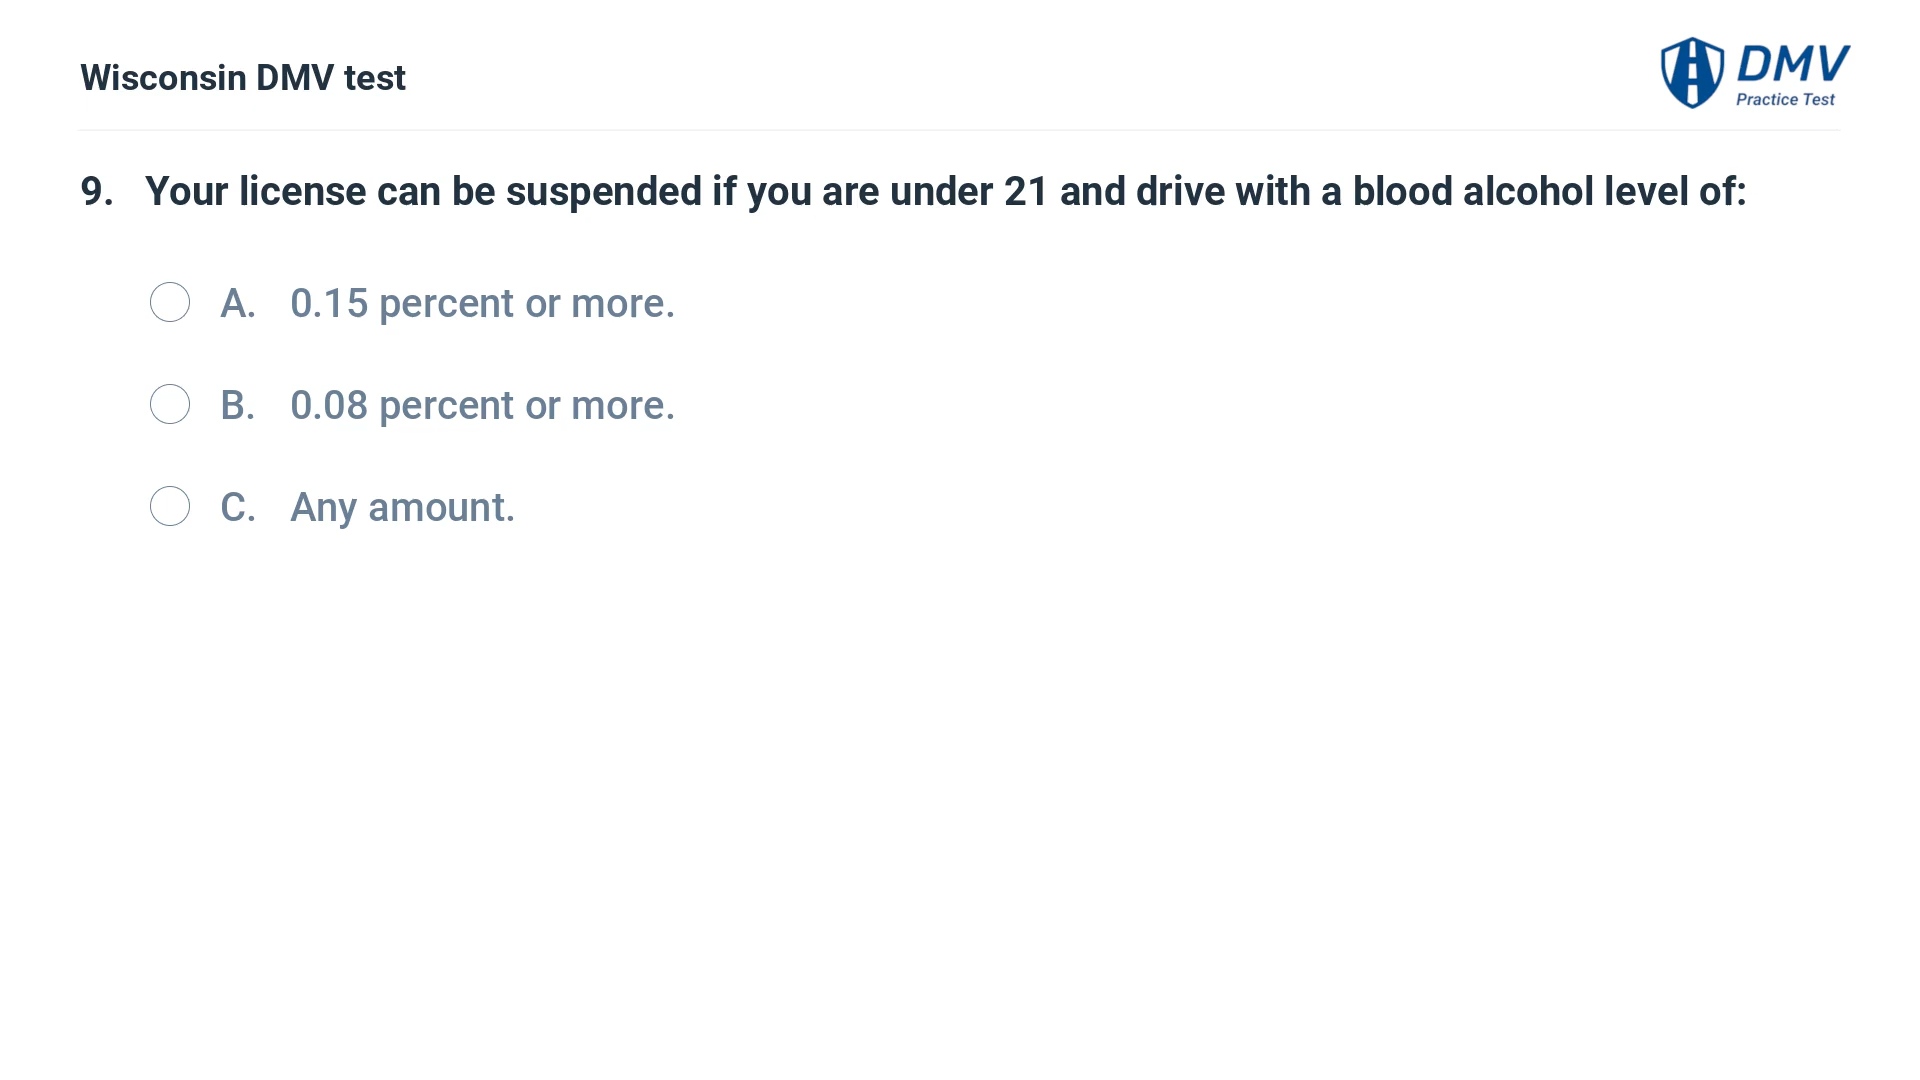 Wisconsin DMV test
DMV
Practice Test
9. Your license can be suspended if you are under 21 and drive with a blood alcohol level of:
A. 0.15 percent or more.
B. 0.08 percent or more.
C. Any amount.